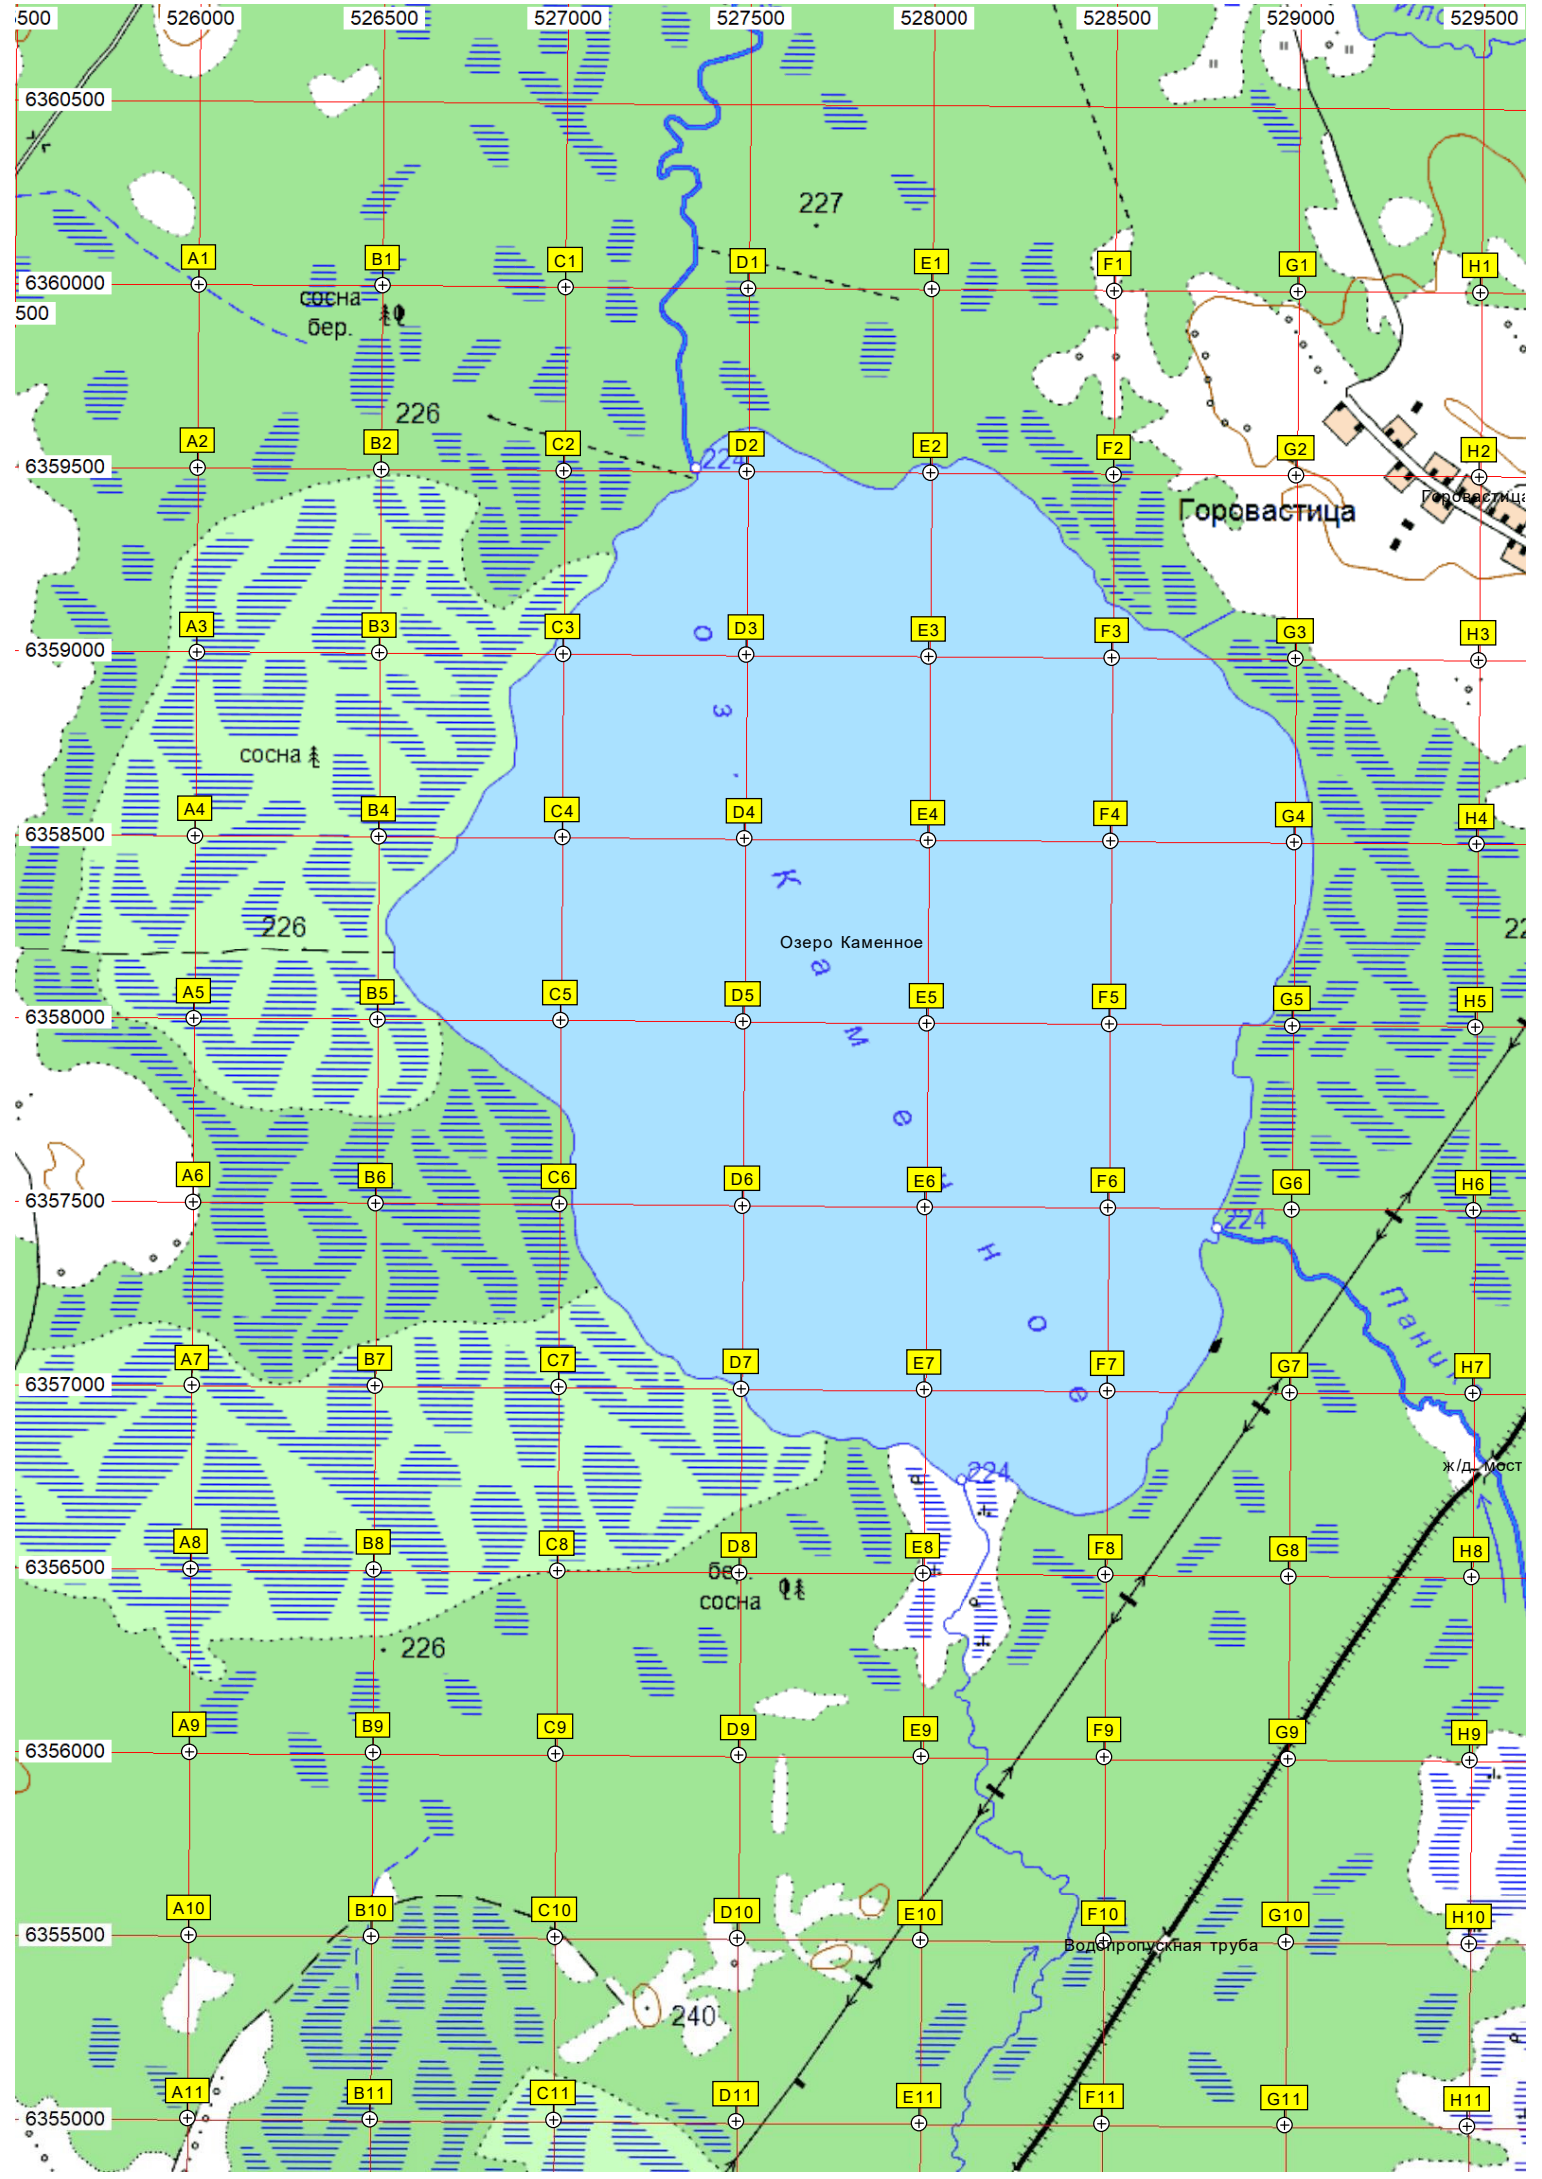 500 526000 526500 527000 527500 528000 528500 529000 529500
6360500
227
A1 B1 C1 D1 E1 F1 G1 H1
6360000
500
сосна
бер.
226
A2 B2 C2 D2 E2 F2 G2 H2
6359500
224
Горовастица
Горовастица
A3 B3 C3 D3 E3 F3 G3 H3
6359000
сосна
A4 B4 C4 D4 E4 F4 G4 H4
6358500
226
Озеро Каменное
оз. Каменное
A5 B5 C5 D5 E5 F5 G5 H5
6358000
A6 B6 C6 D6 E6 F6 G6 H6
6357500
224
A7 B7 C7 D7 E7 F7 G7 H7
6357000
ж/д мост
224
A8 B8 C8 D8 E8 F8 G8 H8
6356500
сосна
226
A9 B9 C9 D9 E9 F9 G9 H9
6356000
A10 B10 C10 D10 E10 F10 G10 H10
6355500
Водопропускная труба
240
A11 B11 C11 D11 E11 F11 G11 H11
6355000